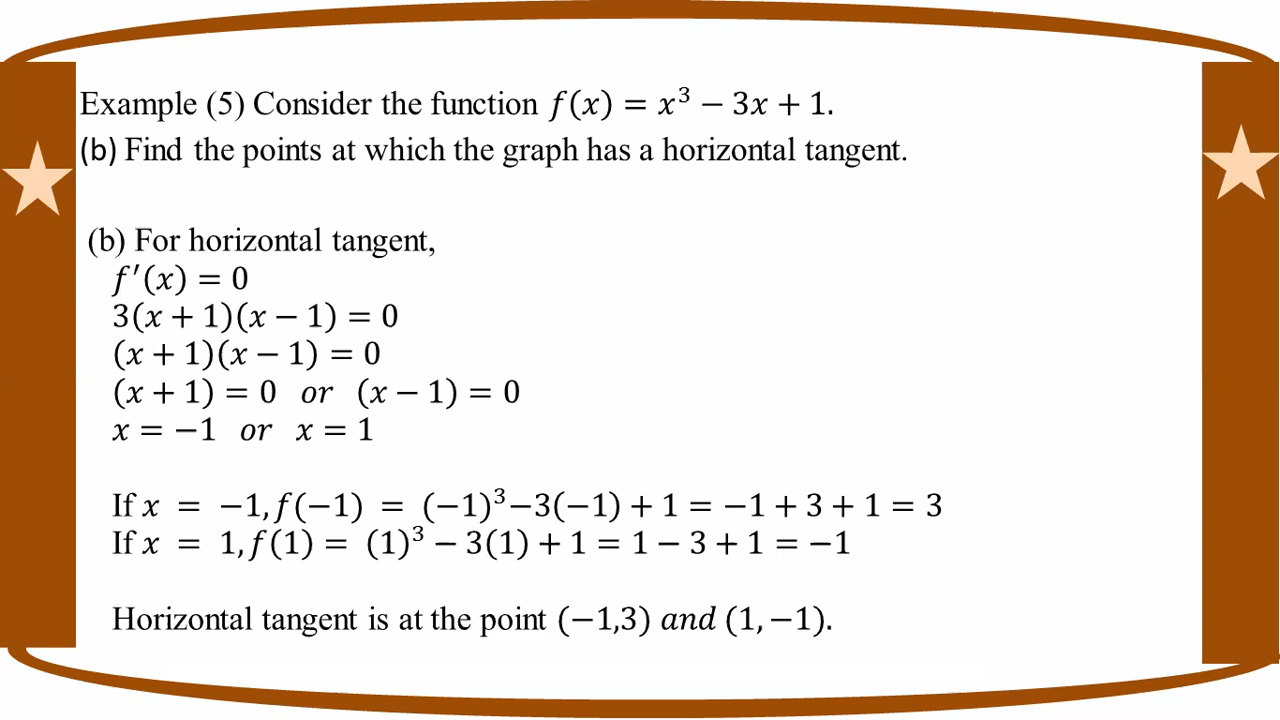 Example (5) Consider the function 𝑓(𝑥) = 𝑥³ − 3𝑥 + 1.
(b) Find the points at which the graph has a horizontal tangent.
(b) For horizontal tangent,
𝑓′(𝑥) = 0
3(𝑥 + 1)(𝑥 − 1) = 0
(𝑥 + 1)(𝑥 − 1) = 0
(𝑥 + 1) = 0 𝑜𝑟 (𝑥 − 1) = 0
𝑥 = −1 𝑜𝑟 𝑥 = 1
If 𝑥 = −1, 𝑓(−1) = (−1)³−3(−1) + 1 = −1 + 3 + 1 = 3
If 𝑥 = 1, 𝑓(1) = (1)³ − 3(1) + 1 = 1 − 3 + 1 = −1
Horizontal tangent is at the point (−1,3) 𝑎𝑛𝑑 (1, −1).